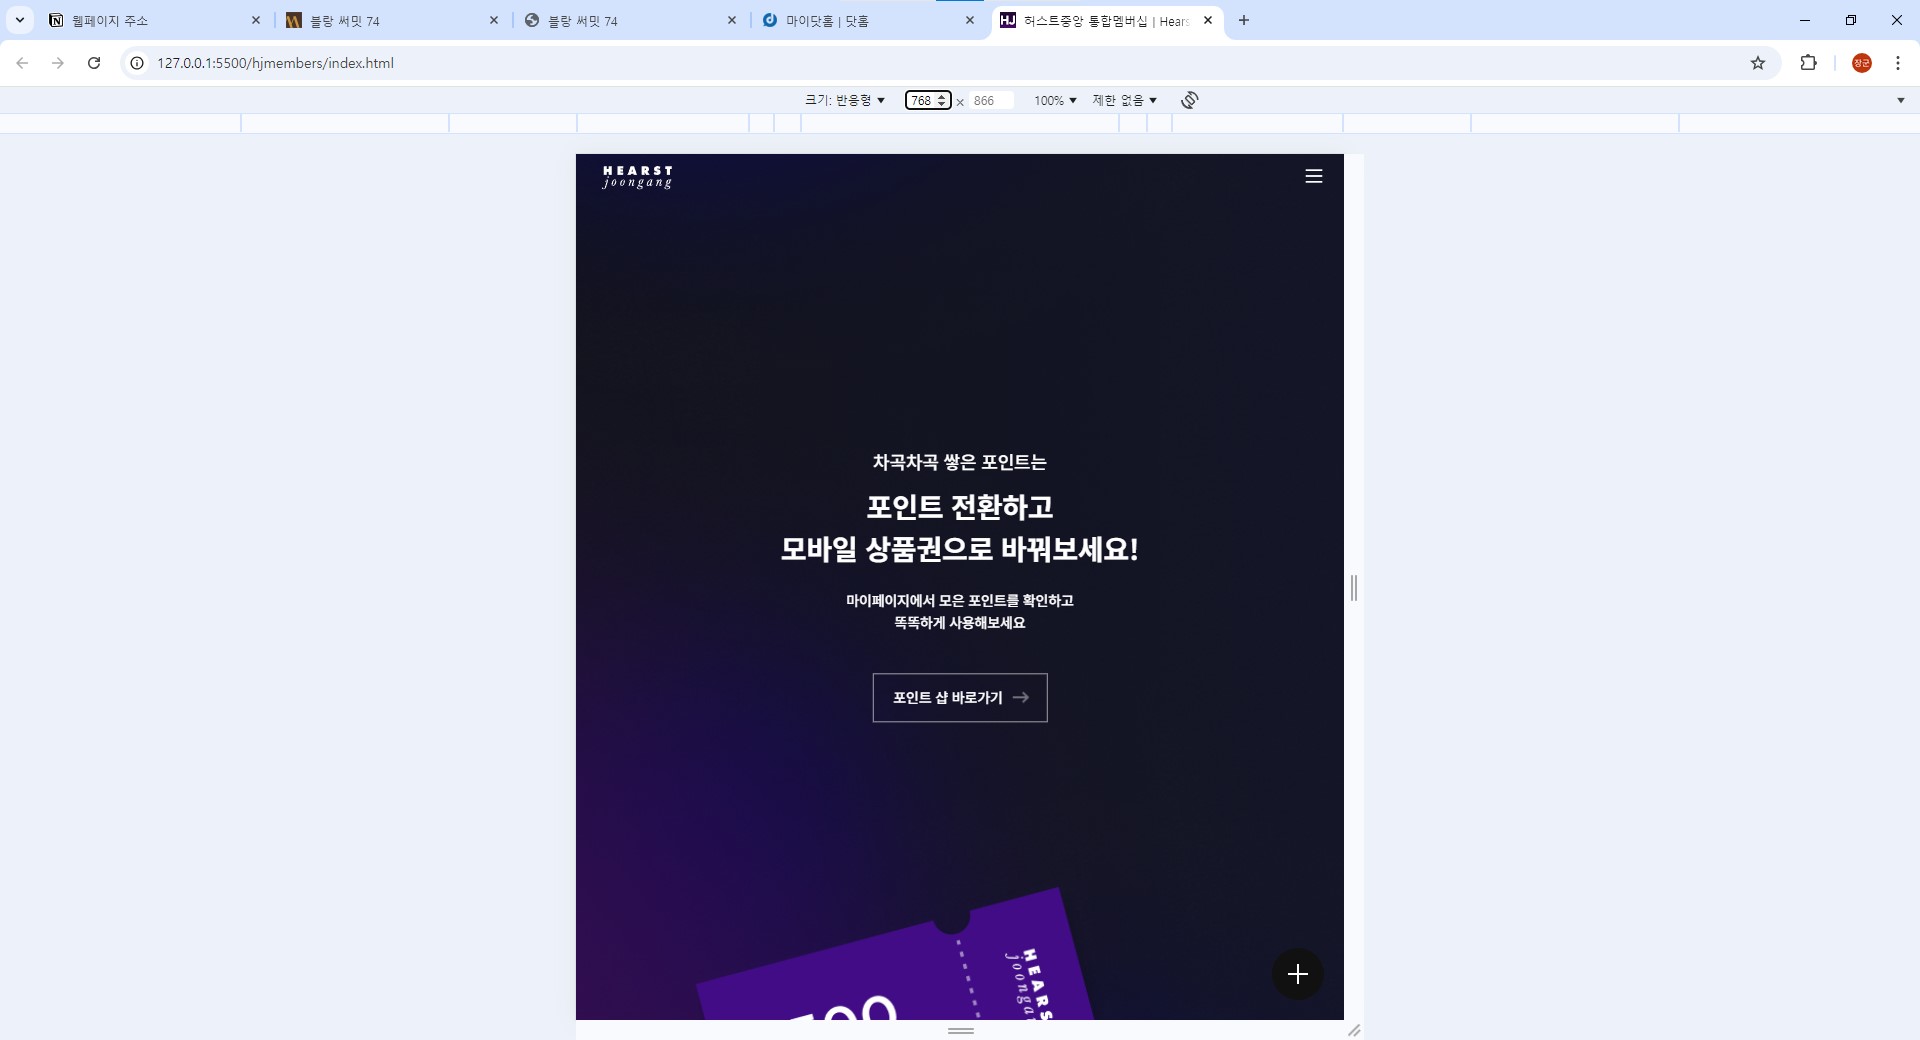 웹페이지 주소
블랑 써밋 74
블랑 써밋 74
마이닷홈 | 닷홈
허스트중앙 통합멤버십 | Hears
127.0.0.1:5500/hjmembers/index.html
장군
크기: 반응형
768
×
866
100%
제한 없음
HEARST
joongang
차곡차곡 쌓은 포인트는
포인트 전환하고
모바일 상품권으로 바꿔보세요!
마이페이지에서 모은 포인트를 확인하고
똑똑하게 사용해보세요
포인트 샵 바로가기
HEARS
joongan